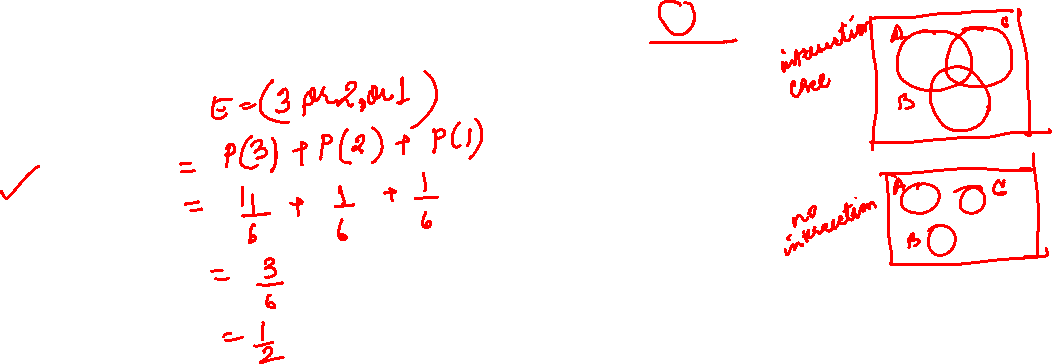 E = (3 or 2, or 1)
= P(3) + P(2) + P(1)
= 1/6 + 1/6 + 1/6
= 3/6
= 1/2
O
intersection
case
A
C
B
no
intersection
A
C
B